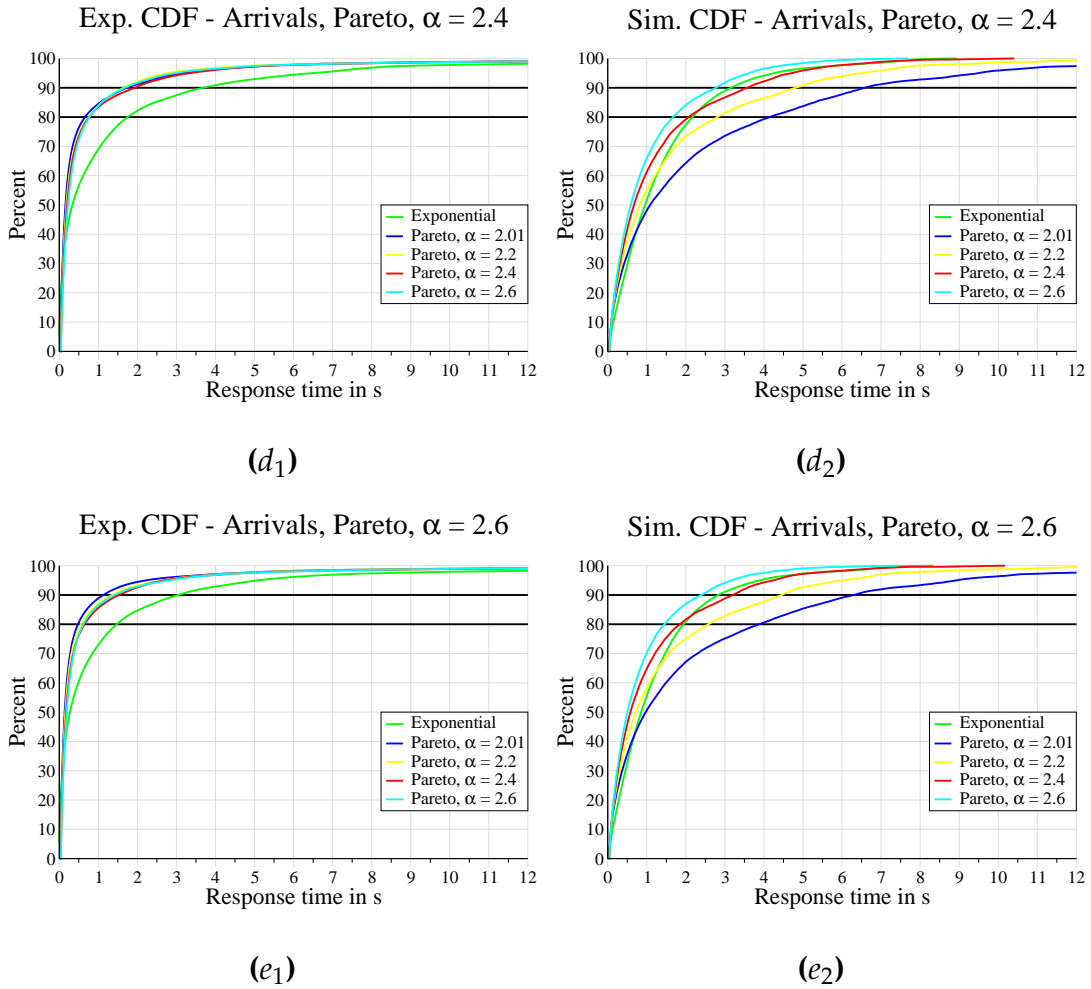 Exp. CDF - Arrivals, Pareto, α = 2.4
Percent
100
90
80
70
60
50
40
30
20
10
0
Exponential
Pareto, α = 2.01
Pareto, α = 2.2
Pareto, α = 2.4
Pareto, α = 2.6
0 1 2 3 4 5 6 7 8 9 10 11 12
Response time in s
(d1)
Sim. CDF - Arrivals, Pareto, α = 2.4
Percent
100
90
80
70
60
50
40
30
20
10
0
Exponential
Pareto, α = 2.01
Pareto, α = 2.2
Pareto, α = 2.4
Pareto, α = 2.6
0 1 2 3 4 5 6 7 8 9 10 11 12
Response time in s
(d2)
Exp. CDF - Arrivals, Pareto, α = 2.6
Percent
100
90
80
70
60
50
40
30
20
10
0
Exponential
Pareto, α = 2.01
Pareto, α = 2.2
Pareto, α = 2.4
Pareto, α = 2.6
0 1 2 3 4 5 6 7 8 9 10 11 12
Response time in s
(e1)
Sim. CDF - Arrivals, Pareto, α = 2.6
Percent
100
90
80
70
60
50
40
30
20
10
0
Exponential
Pareto, α = 2.01
Pareto, α = 2.2
Pareto, α = 2.4
Pareto, α = 2.6
0 1 2 3 4 5 6 7 8 9 10 11 12
Response time in s
(e2)